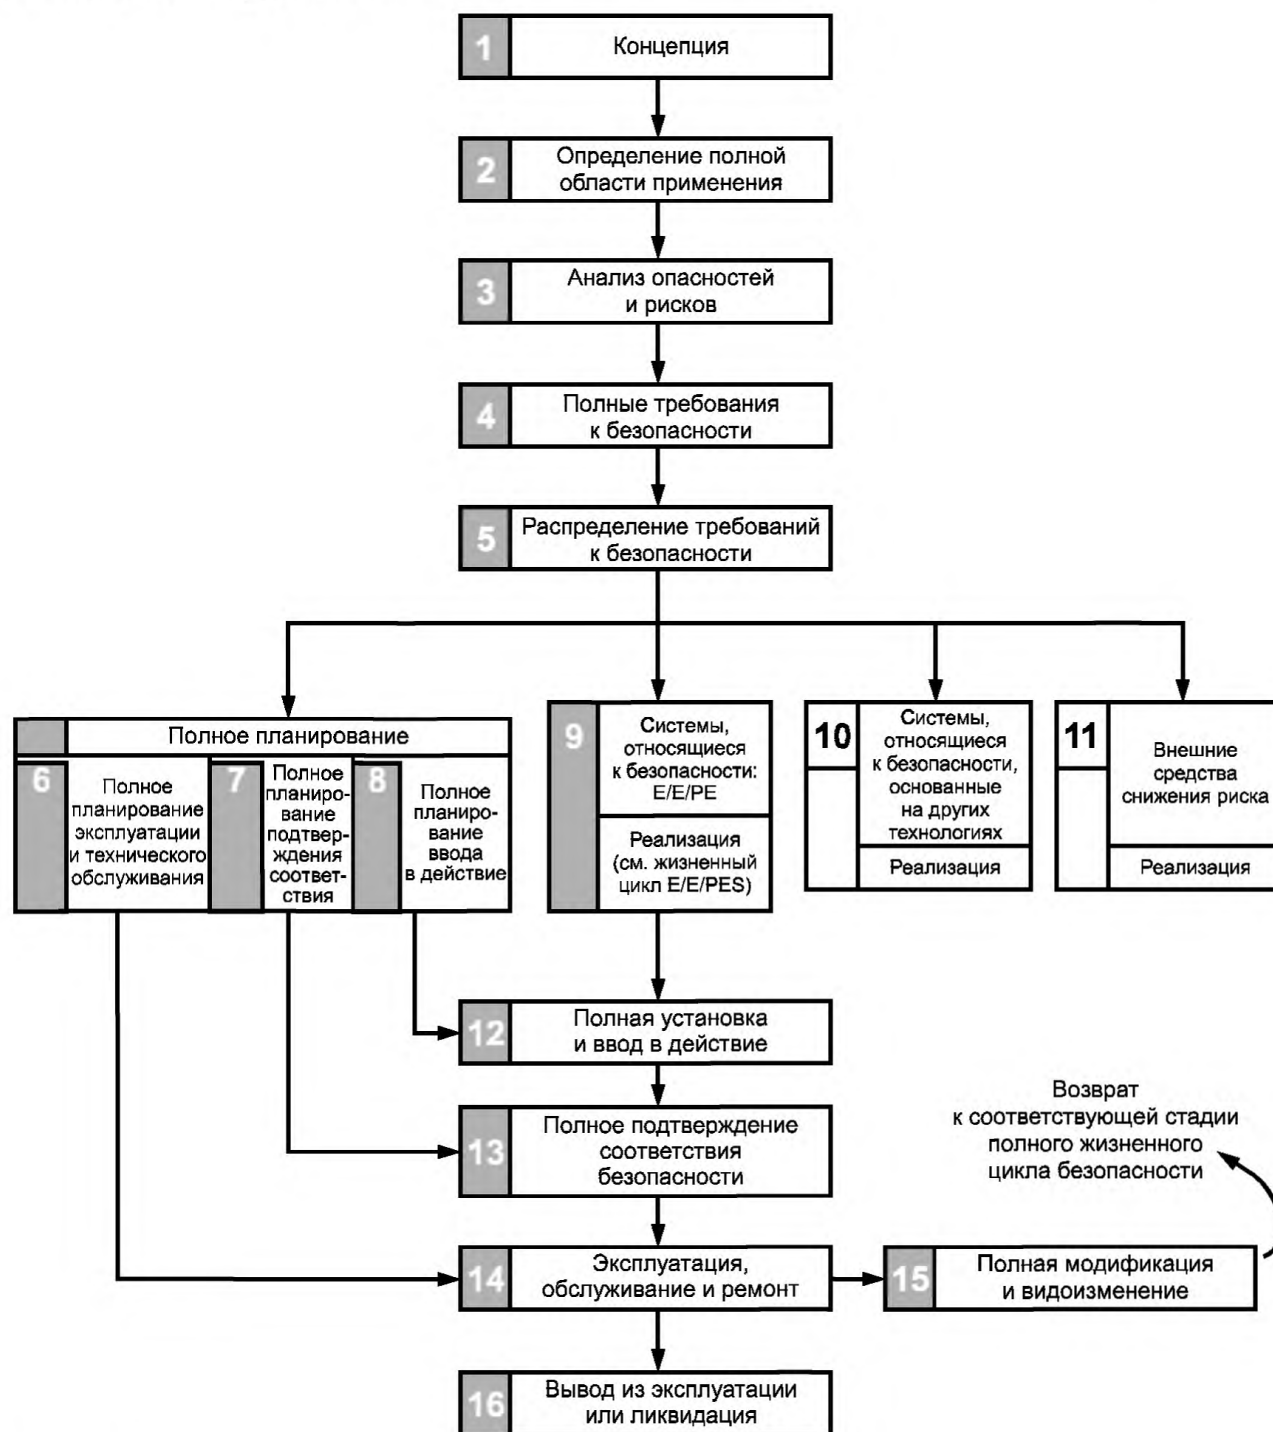 1
Концепция
2
Определение полной
области применения
3
Анализ опасностей
и рисков
4
Полные требования
к безопасности
5
Распределение требований
к безопасности
Полное планирование
6
Полное
планирование
эксплуатации
и технического
обслуживания
7
Полное
планиро-
вание
подтвер-
ждения
соответ-
ствия
8
Полное
планиро-
вание
ввода
в действие
9
Системы,
относящиеся
к безопасности:
E/E/PE
Реализация
(см. жизненный
цикл E/E/PES)
10
Системы,
относящиеся
к безопасности,
основанные
на других
технологиях
Реализация
11
Внешние
средства
снижения риска
Реализация
12
Полная установка
и ввод в действие
13
Полное подтверждение
соответствия
безопасности
Возврат
к соответствующей стадии
полного жизненного
цикла безопасности
14
Эксплуатация,
обслуживание и ремонт
15
Полная модификация
и видоизменение
16
Вывод из эксплуатации
или ликвидация